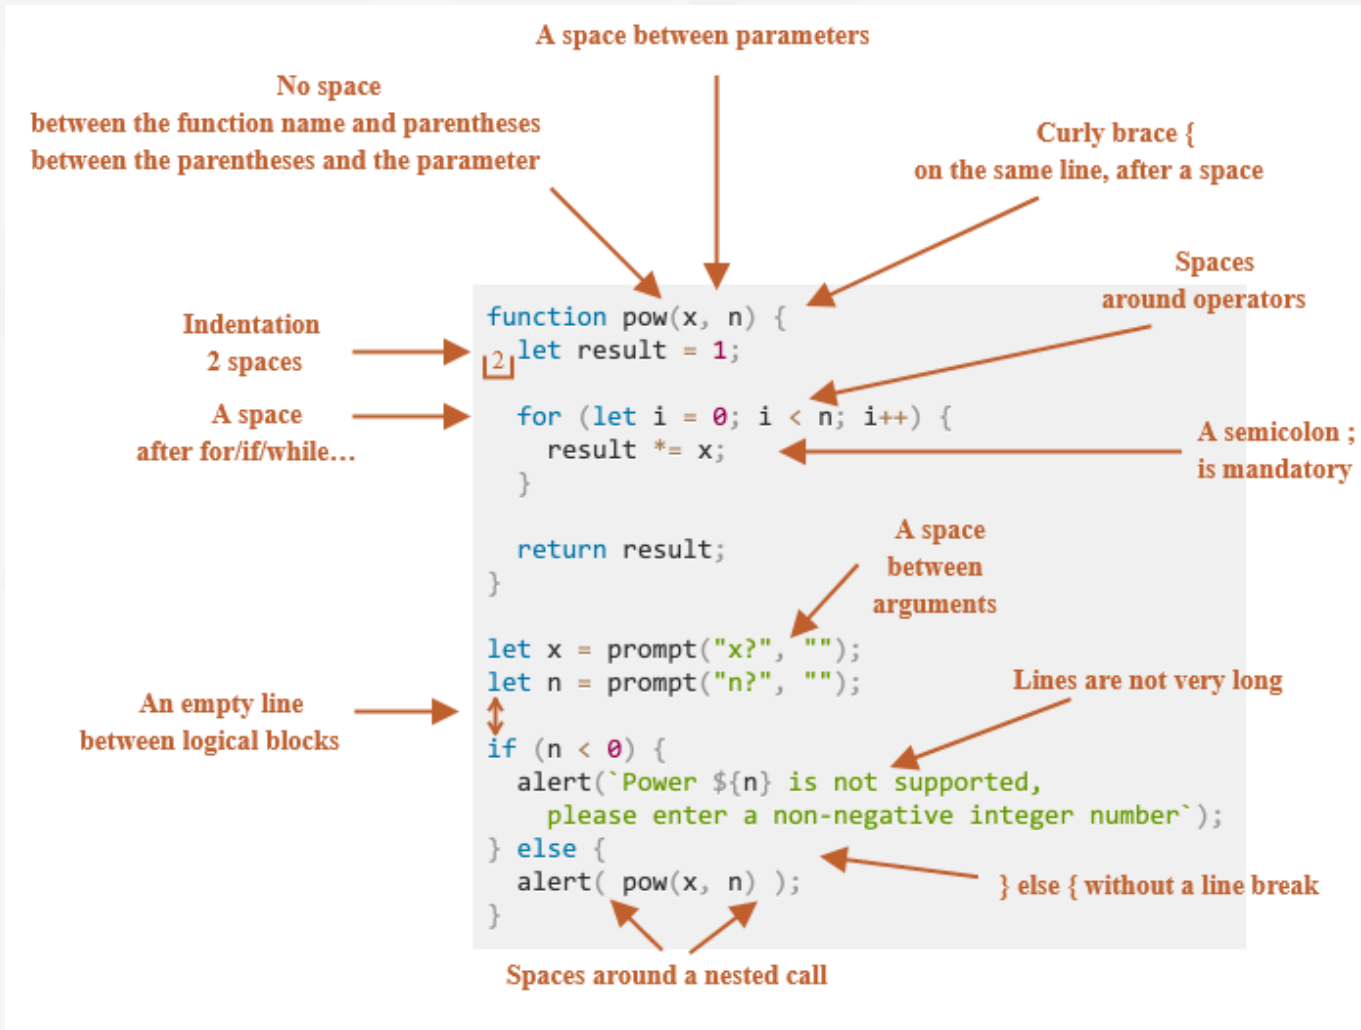 A space between parameters
No space
between the function name and parentheses
between the parentheses and the parameter
Curly brace {
on the same line, after a space
Spaces
around operators
Indentation
2 spaces
A space
after for/if/while…
function pow(x, n) {
2
  let result = 1;
  for (let i = 0; i < n; i++) {
    result *= x;
  }
  return result;
}
A semicolon ;
is mandatory
A space
between
arguments
let x = prompt("x?", "");
let n = prompt("n?", "");
An empty line
between logical blocks
Lines are not very long
if (n < 0) {
  alert(`Power ${n} is not supported,
    please enter a non-negative integer number`);
} else {
  alert( pow(x, n) );
}
} else { without a line break
Spaces around a nested call